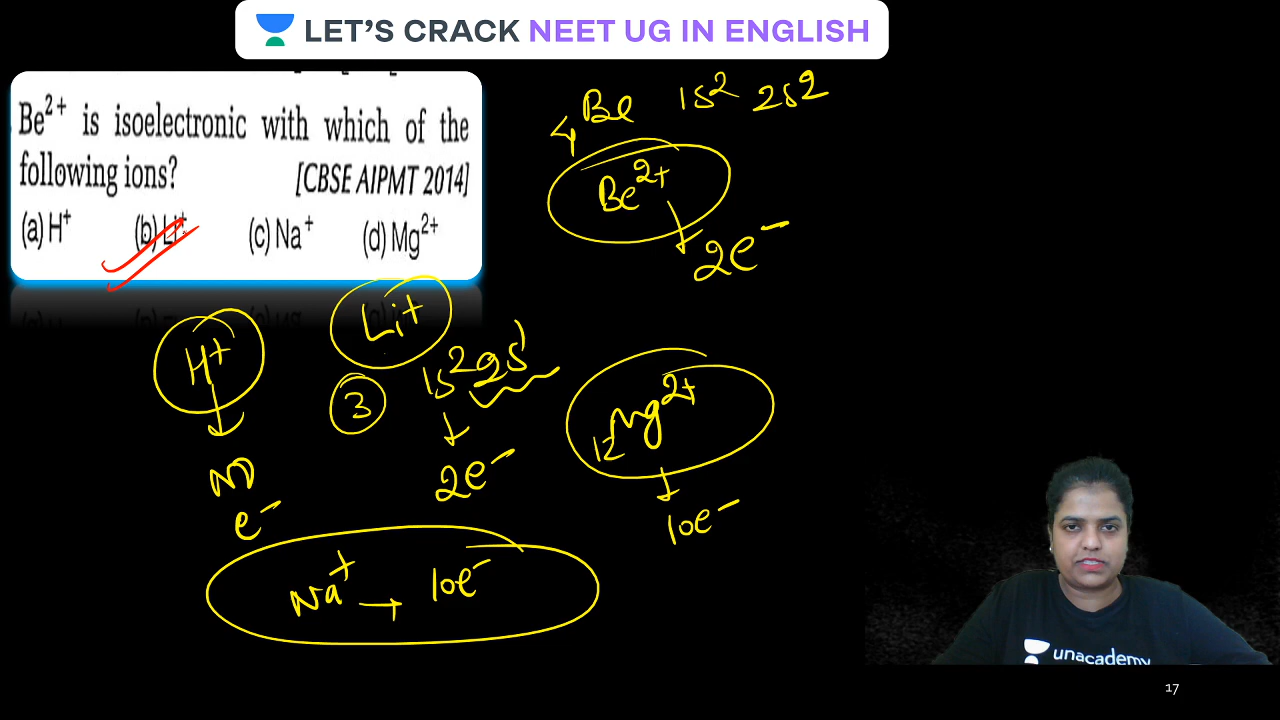 LET'S CRACK NEET UG IN ENGLISH
Be2+ is isoelectronic with which of the
following ions? [CBSE AIPMT 2014]
(a) H+ (b) Li+ (c) Na+ (d) Mg2+
4Be 1s2 2s2
Be2+
2e-
H+
NO
e-
Li+
3 1s2 2s1
2e-
12Mg2+
10e-
Na+ → 10e-
unacademy
17